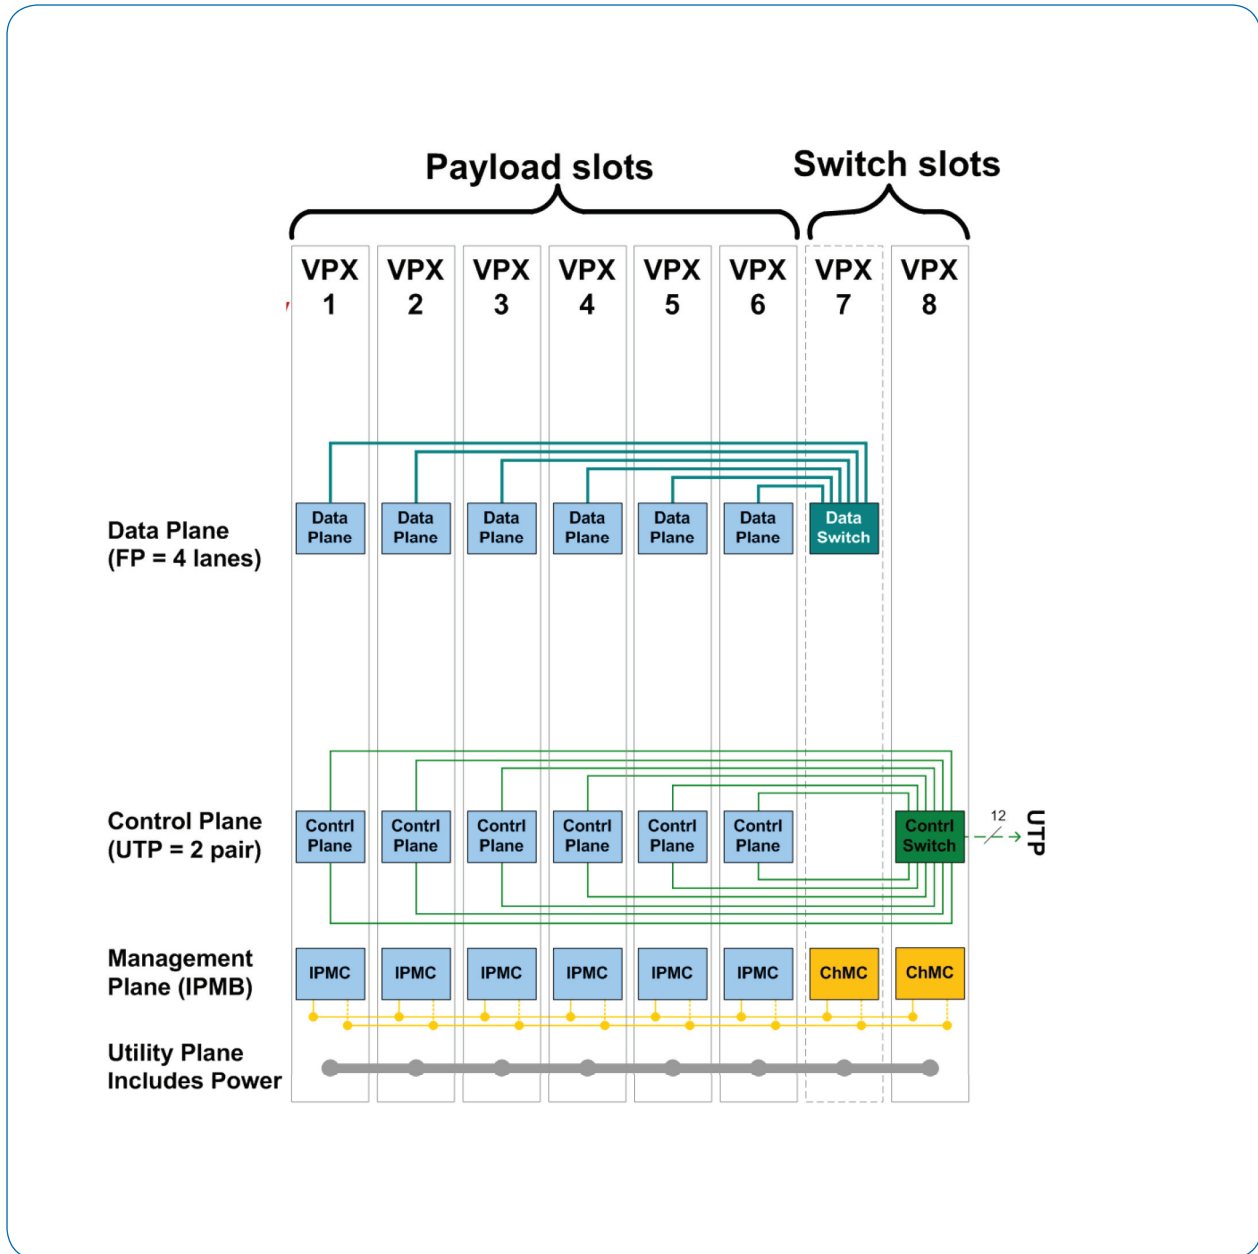 Payload slots
Switch slots
VPX
1
VPX
2
VPX
3
VPX
4
VPX
5
VPX
6
VPX
7
VPX
8
Data Plane
(FP = 4 lanes)
Data
Plane
Data
Plane
Data
Plane
Data
Plane
Data
Plane
Data
Plane
Data
Switch
Control Plane
(UTP = 2 pair)
Contrl
Plane
Contrl
Plane
Contrl
Plane
Contrl
Plane
Contrl
Plane
Contrl
Plane
Contrl
Switch
12
UTP
Management
Plane (IPMB)
IPMC
IPMC
IPMC
IPMC
IPMC
IPMC
ChMC
ChMC
Utility Plane
Includes Power